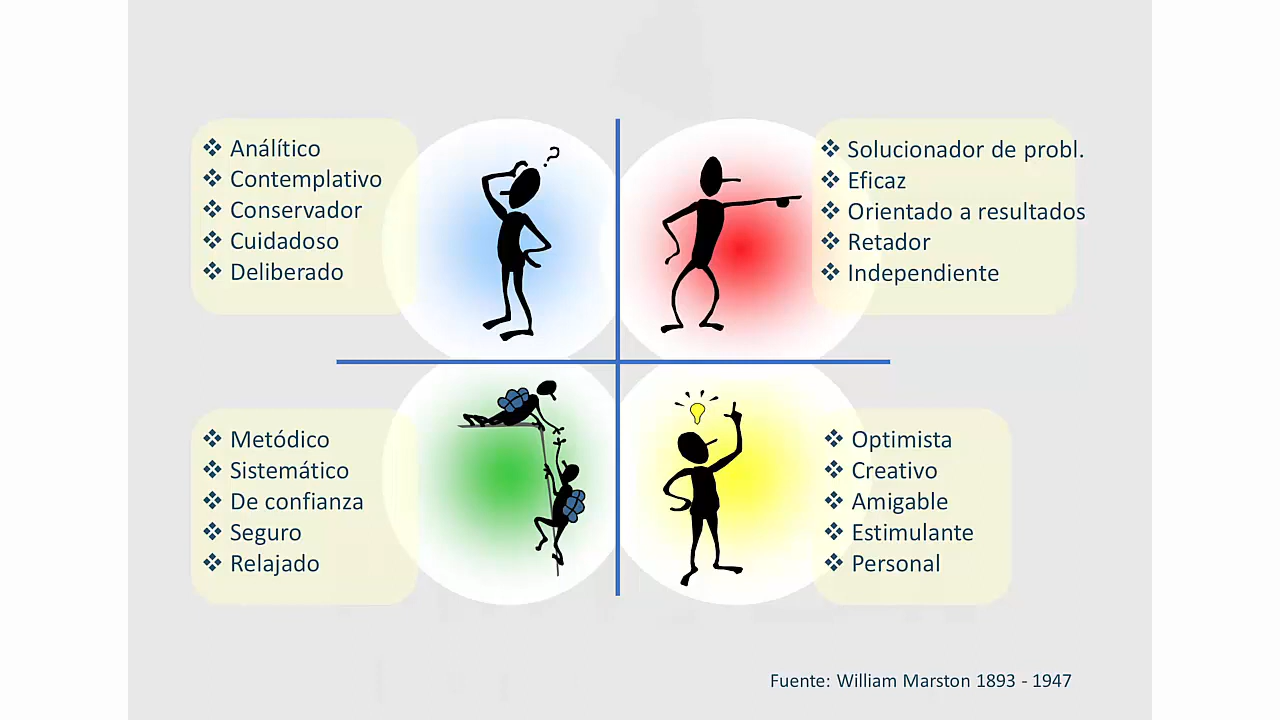 ❖ Análítico
❖ Contemplativo
❖ Conservador
❖ Cuidadoso
❖ Deliberado
❖ Solucionador de probl.
❖ Eficaz
❖ Orientado a resultados
❖ Retador
❖ Independiente
?
❖ Metódico
❖ Sistemático
❖ De confianza
❖ Seguro
❖ Relajado
❖ Optimista
❖ Creativo
❖ Amigable
❖ Estimulante
❖ Personal
Fuente: William Marston 1893 - 1947